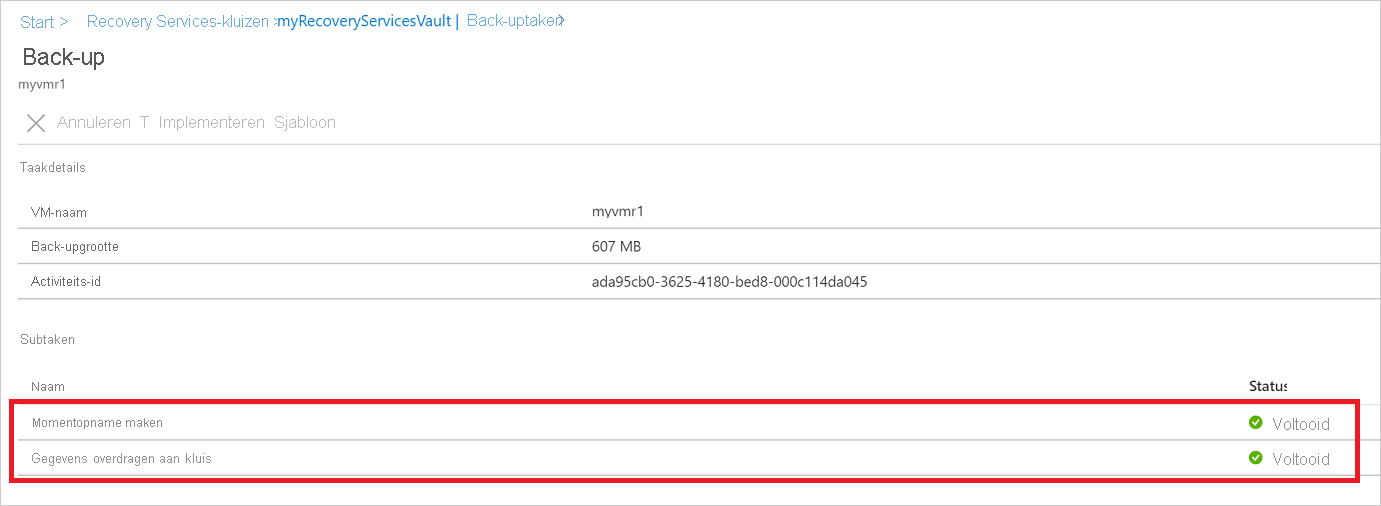 Start > Recovery Services-kluizen :myRecoveryServicesVault | Back-uptaken >
Back-up
myvmr1
Annuleren T Implementeren Sjabloon
Taakdetails
VM-naam myvmr1
Back-upgrootte 607 MB
Activiteits-id ada95cb0-3625-4180-bed8-000c114da045
Subtaken
Naam Status
Momentopname maken Voltooid
Gegevens overdragen aan kluis Voltooid